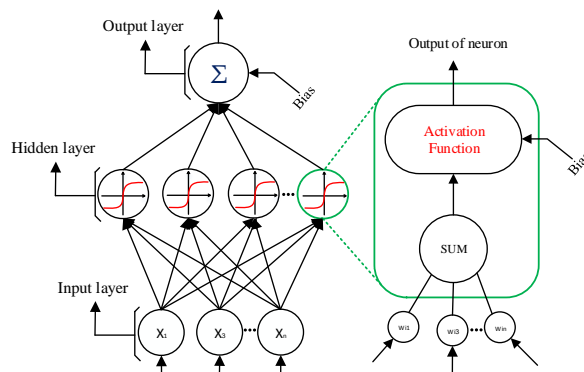 Output layer
Σ
Bias
Hidden layer
Input layer
X1
X3
Xn
Output of neuron
Activation
Function
Bias
SUM
wi1
wi3
win